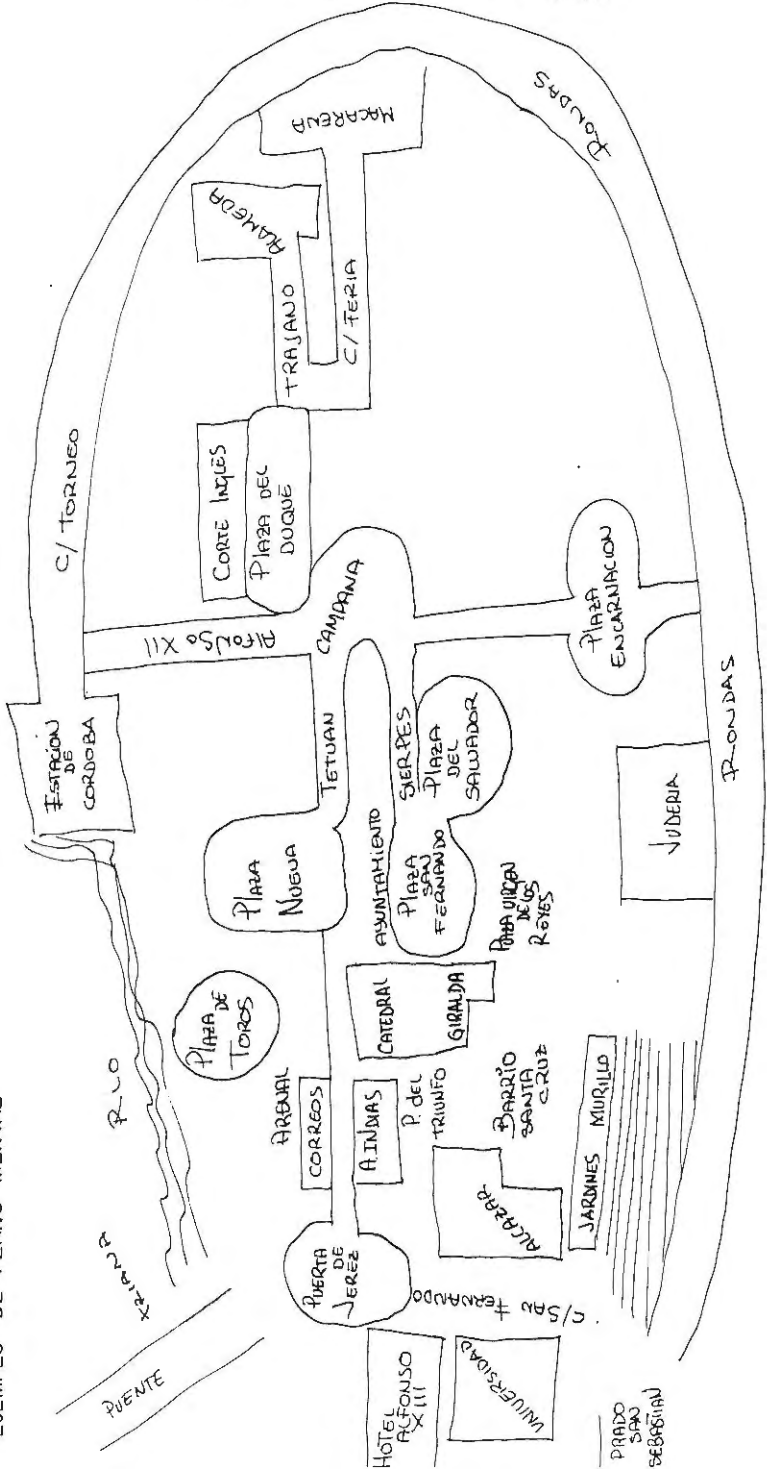 EJEMPLO DE PLANO MENTAL
PUENTE
XRIANA
RIO
ESTACIÓN
DE
CORDOBA
C/ TORNEO
RONDAS
MACARENA
ALAMEDA
TRAJANO
C/ FERIA
CORTE INGLÉS
PLAZA DEL
DUQUE
ALFONSO XII
CAMPANA
TETUAN
SIERPES
PLAZA
DEL
SALVADOR
PLAZA
NUEVA
AYUNTAMIENTO
PLAZA
SAN
FERNANDO
PLAZA VIRGEN
DE LOS
REYES
PLAZA
ENCARNACION
PLAZA DE
TOROS
ARENAL
CORREOS
A. INDIAS
CATEDRAL
GIRALDA
P. del
TRIUNFO
BARRIO
SANTA
CRUZ
JUDERIA
RONDAS
PUERTA
DE
JEREZ
ALCAZAR
JARDINES MURILLO
C/ SAN FERNANDO
HOTEL
ALFONSO
XIII
UNIVERSIDAD
PRADO
SAN
SEBASTIAN